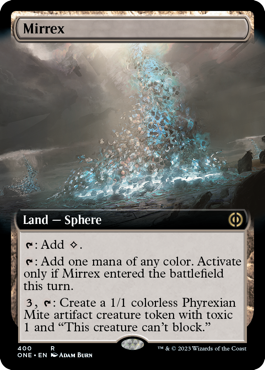 Mirrex
Land — Sphere
: Add .
: Add one mana of any color. Activate
only if Mirrex entered the battlefield
this turn.
3, : Create a 1/1 colorless Phyrexian
Mite artifact creature token with toxic
1 and “This creature can’t block.”
400 R
ONE • EN ADAM BURN
™ & © 2023 Wizards of the Coast